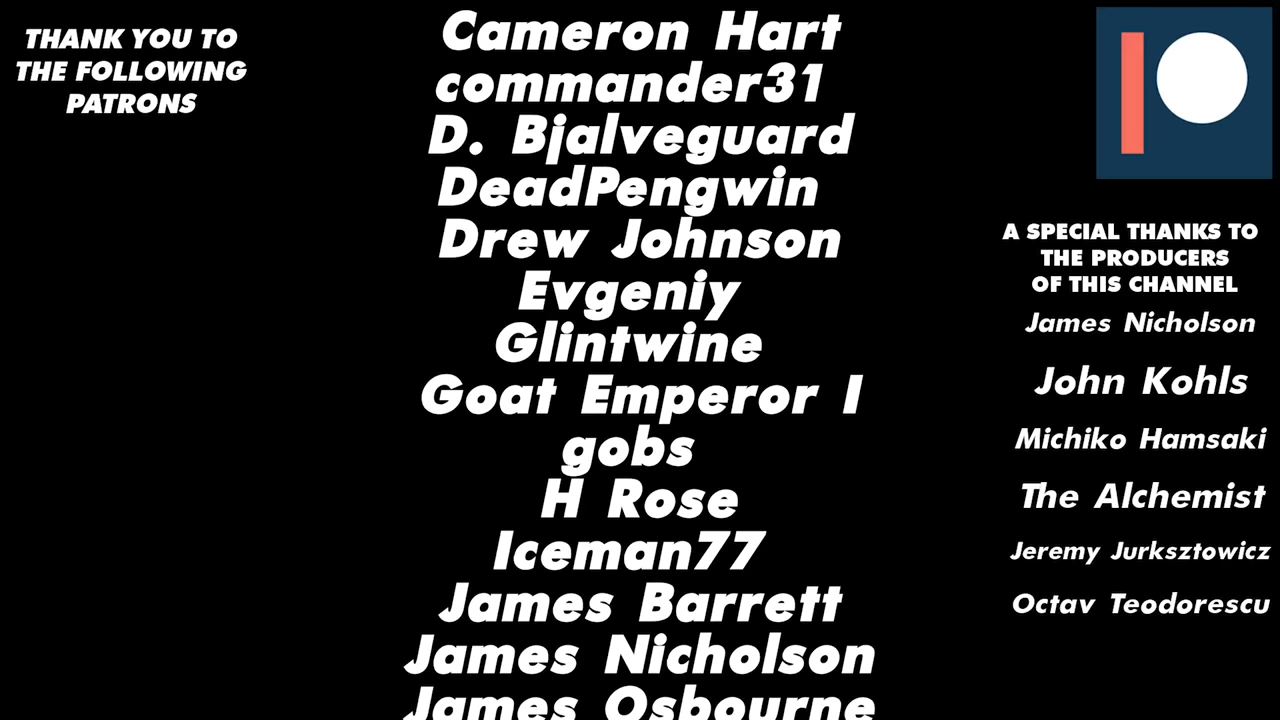 THANK YOU TO
THE FOLLOWING
PATRONS
Cameron Hart
commander31
D. Bjalveguard
DeadPengwin
Drew Johnson
Evgeniy
Glintwine
Goat Emperor I
gobs
H Rose
Iceman77
James Barrett
James Nicholson
James Osbourne
A SPECIAL THANKS TO
THE PRODUCERS
OF THIS CHANNEL
James Nicholson
John Kohls
Michiko Hamsaki
The Alchemist
Jeremy Jurksztowicz
Octav Teodorescu